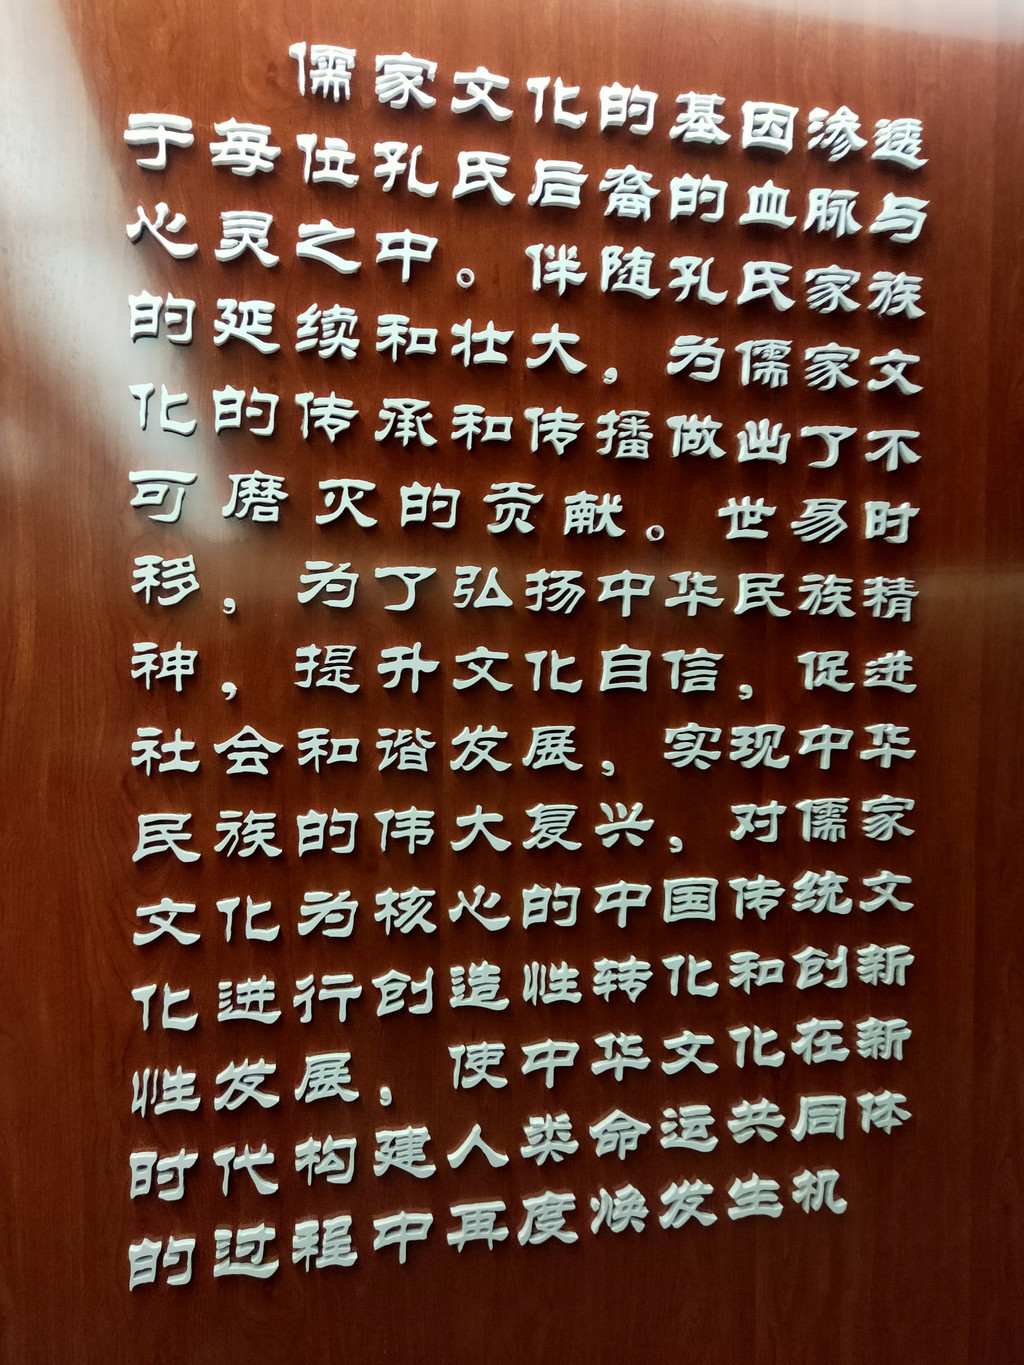 儒家文化的基因渗透
于每位孔氏后裔的血脉与
心灵之中。伴随孔氏家族
的延续和壮大，为儒家文
化的传承和传播做出了不
可磨灭的贡献。世易时
移，为了弘扬中华民族精
神，提升文化自信，促进
社会和谐发展，实现中华
民族的伟大复兴，对儒家
文化为核心的中国传统文
化进行创造性转化和创新
性发展，使中华文化在新
时代构建人类命运共同体
的过程中再度焕发生机